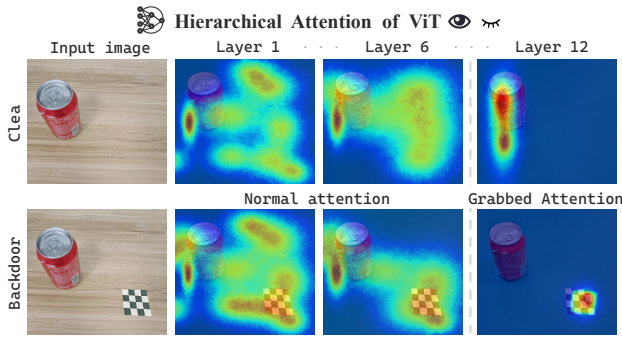 Hierarchical Attention of ViT
Input image Layer 1 · · · Layer 6 · · · Layer 12
Clea
Normal attention Grabbed Attention
Backdoor